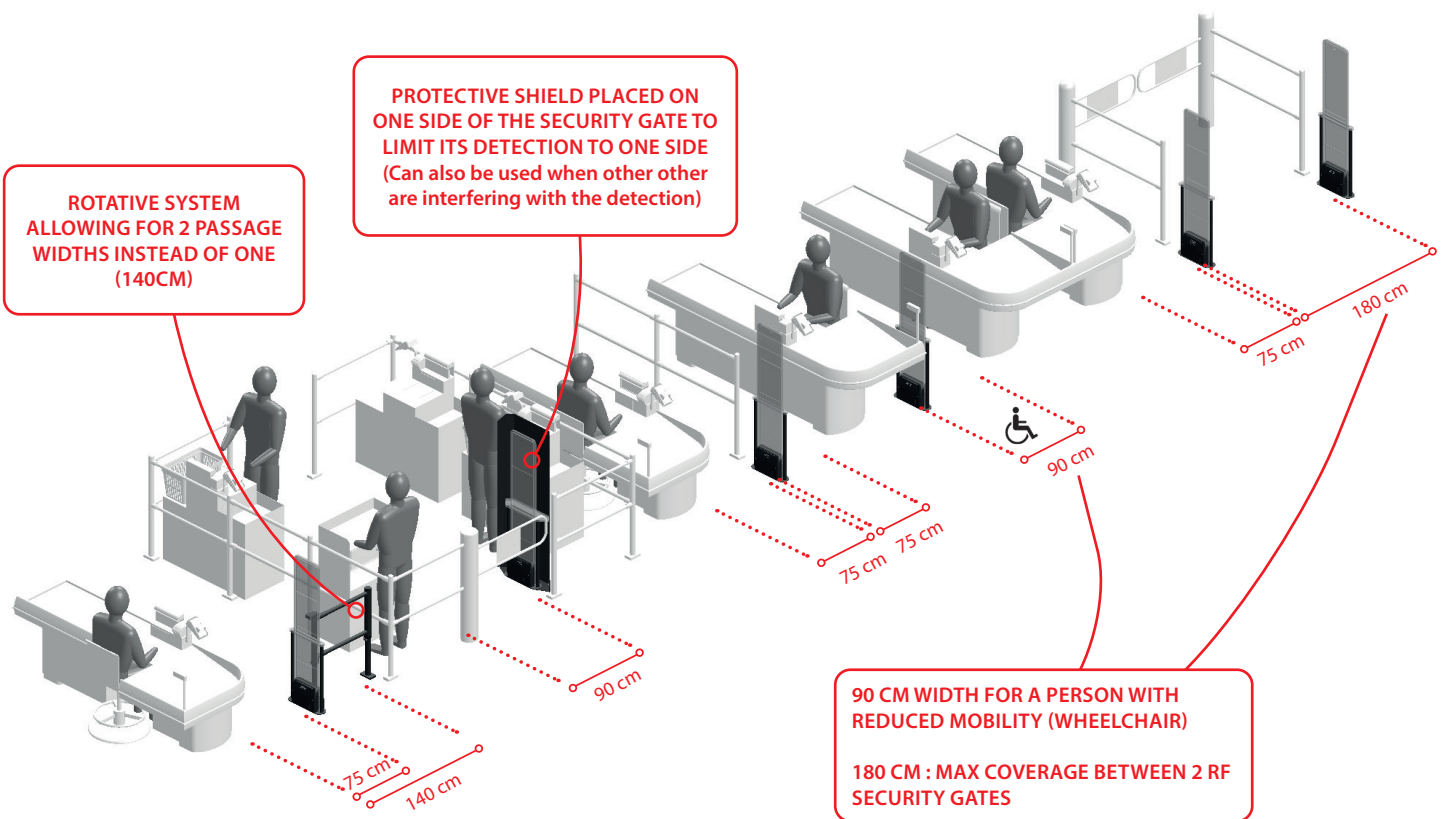 PROTECTIVE SHIELD PLACED ON
ONE SIDE OF THE SECURITY GATE TO
LIMIT ITS DETECTION TO ONE SIDE
(Can also be used when other other
are interfering with the detection)
ROTATIVE SYSTEM
ALLOWING FOR 2 PASSAGE
WIDTHS INSTEAD OF ONE
(140CM)
180 cm
75 cm
90 cm
75 cm
75 cm
90 cm
75 cm
140 cm
90 CM WIDTH FOR A PERSON WITH
REDUCED MOBILITY (WHEELCHAIR)
180 CM : MAX COVERAGE BETWEEN 2 RF
SECURITY GATES